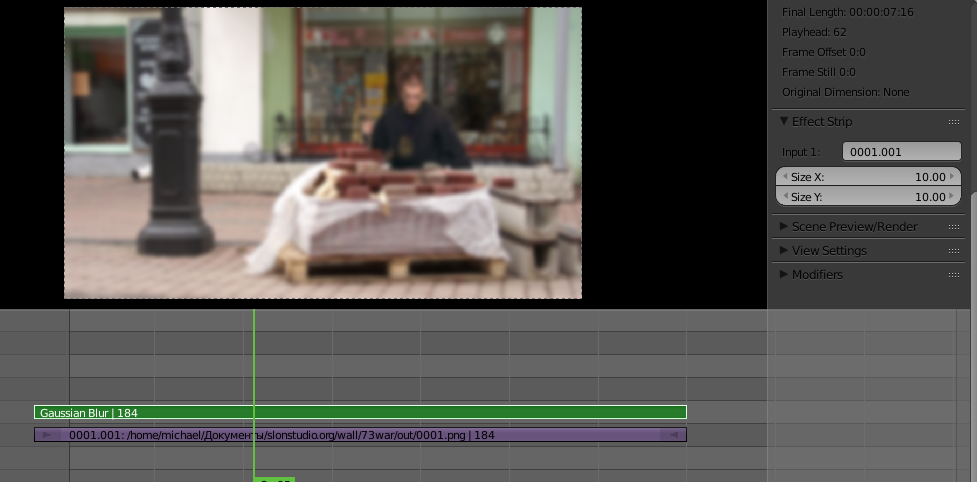 Final Length: 00:00:07:16
Playhead: 62
Frame Offset 0:0
Frame Still 0:0
Original Dimension: None
Effect Strip
Input 1: 0001.001
Size X: 10.00
Size Y: 10.00
Scene Preview/Render
View Settings
Modifiers
Gaussian Blur | 184
0001.001: /home/michael/Документы/slonstudio.org/wall/73war/out/0001.png | 184